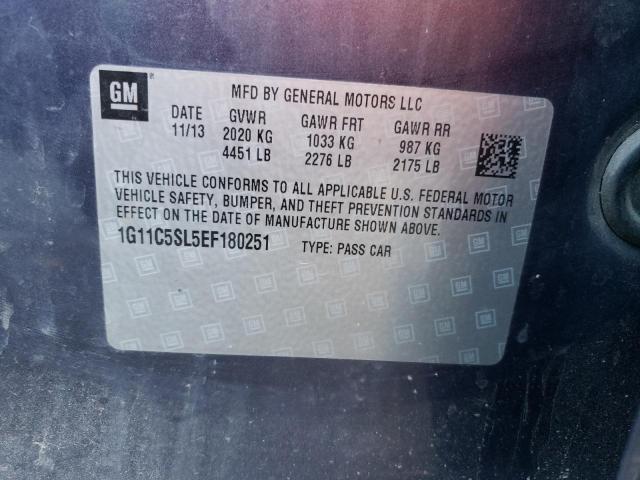 GM ®
MFD BY GENERAL MOTORS LLC
DATE GVWR GAWR FRT GAWR RR
11/13 2020 KG 1033 KG 987 KG
4451 LB 2276 LB 2175 LB
THIS VEHICLE CONFORMS TO ALL APPLICABLE U.S. FEDERAL MOTOR
VEHICLE SAFETY, BUMPER, AND THEFT PREVENTION STANDARDS IN
EFFECT ON THE DATE OF MANUFACTURE SHOWN ABOVE.
1G11C5SL5EF180251 TYPE: PASS CAR